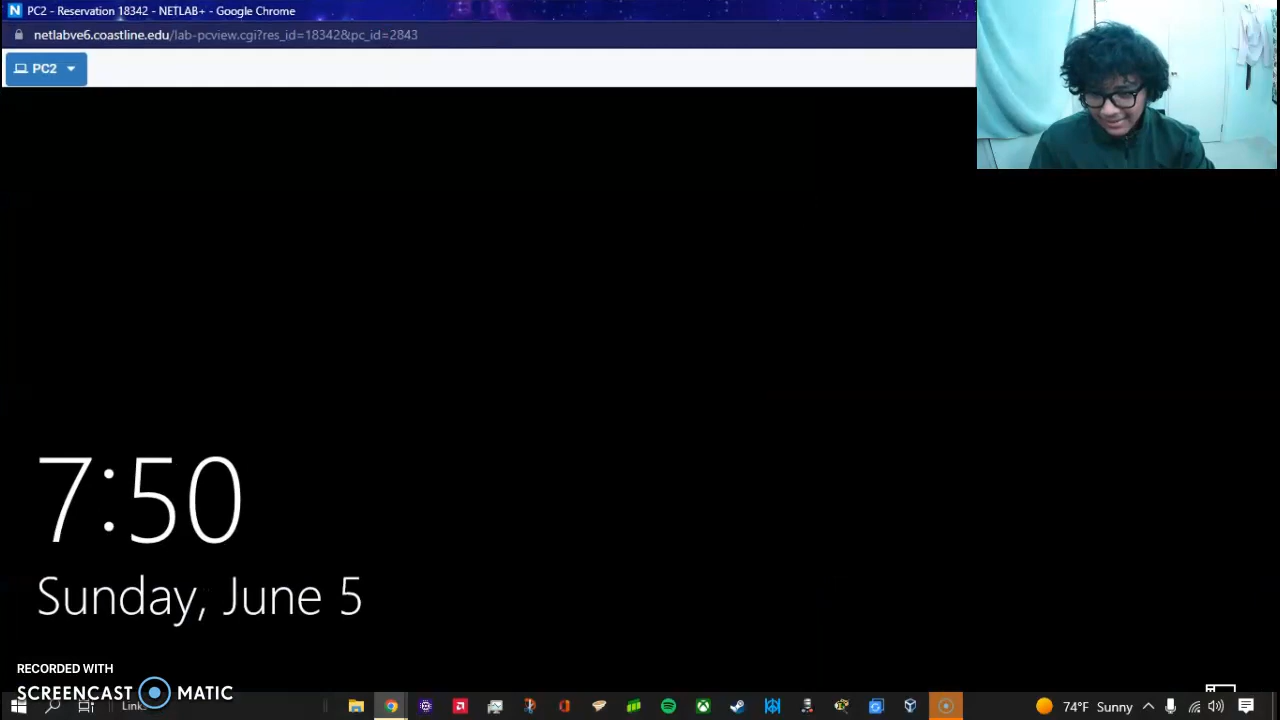 PC2 - Reservation 18342 - NETLAB+ - Google Chrome
netlabve6.coastline.edu/lab-pcview.cgi?res_id=18342&pc_id=2843
PC2
7:50
Sunday, June 5
RECORDED WITH
SCREENCAST MATIC
Link
74°F Sunny